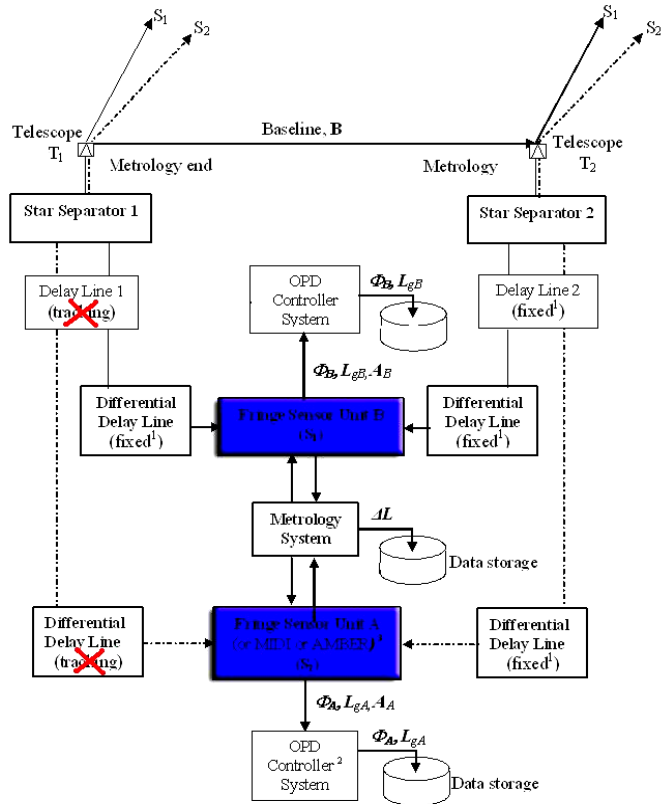 S1
S2
S1
S2
Telescope
T1
Baseline, B
Telescope
T2
Metrology end
Metrology
Star Separator 1
Star Separator 2
Delay Line 1
(tracking)
OPD
Controller
System
ΦB, LgB
Delay Line 2
(fixed1)
ΦB, LgB, AB
Differential
Delay Line
(fixed1)
Fringe Sensor Unit B
Differential
Delay Line
(fixed1)
Metrology
System
ΔL
Data storage
Differential
Delay Line
(tracking)
Fringe Sensor Unit A
(or MIDI or AMBER)
Differential
Delay Line
(fixed1)
ΦA, LgA, AA
OPD
Controller 2
System
ΦA, LgA
Data storage